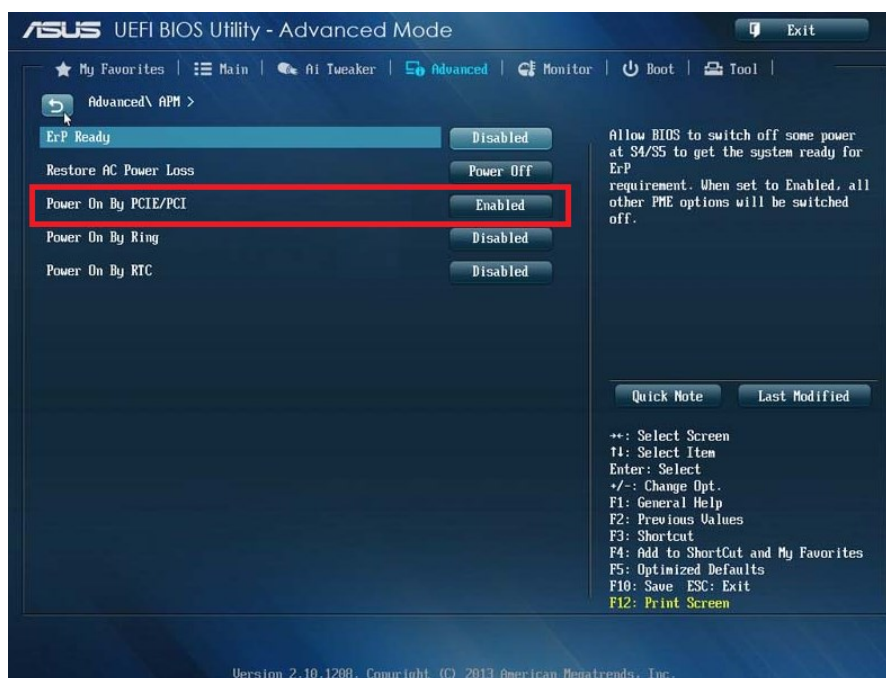 ASUS UEFI BIOS Utility - Advanced Mode
Exit
My Favorites | Main | Ai Tweaker | Advanced | Monitor | Boot | Tool |
Advanced\ APM >
ErP Ready Disabled
Restore AC Power Loss Power Off
Power On By PCIE/PCI Enabled
Power On By Ring Disabled
Power On By RTC Disabled
Allow BIOS to switch off some power
at S4/S5 to get the system ready for
ErP
requirement. When set to Enabled, all
other PME options will be switched
off.
Quick Note Last Modified
→←: Select Screen
↑↓: Select Item
Enter: Select
+/-: Change Opt.
F1: General Help
F2: Previous Values
F3: Shortcut
F4: Add to ShortCut and My Favorites
F5: Optimized Defaults
F10: Save ESC: Exit
F12: Print Screen
Version 2.10.1208. Copyright (C) 2013 American Megatrends, Inc.